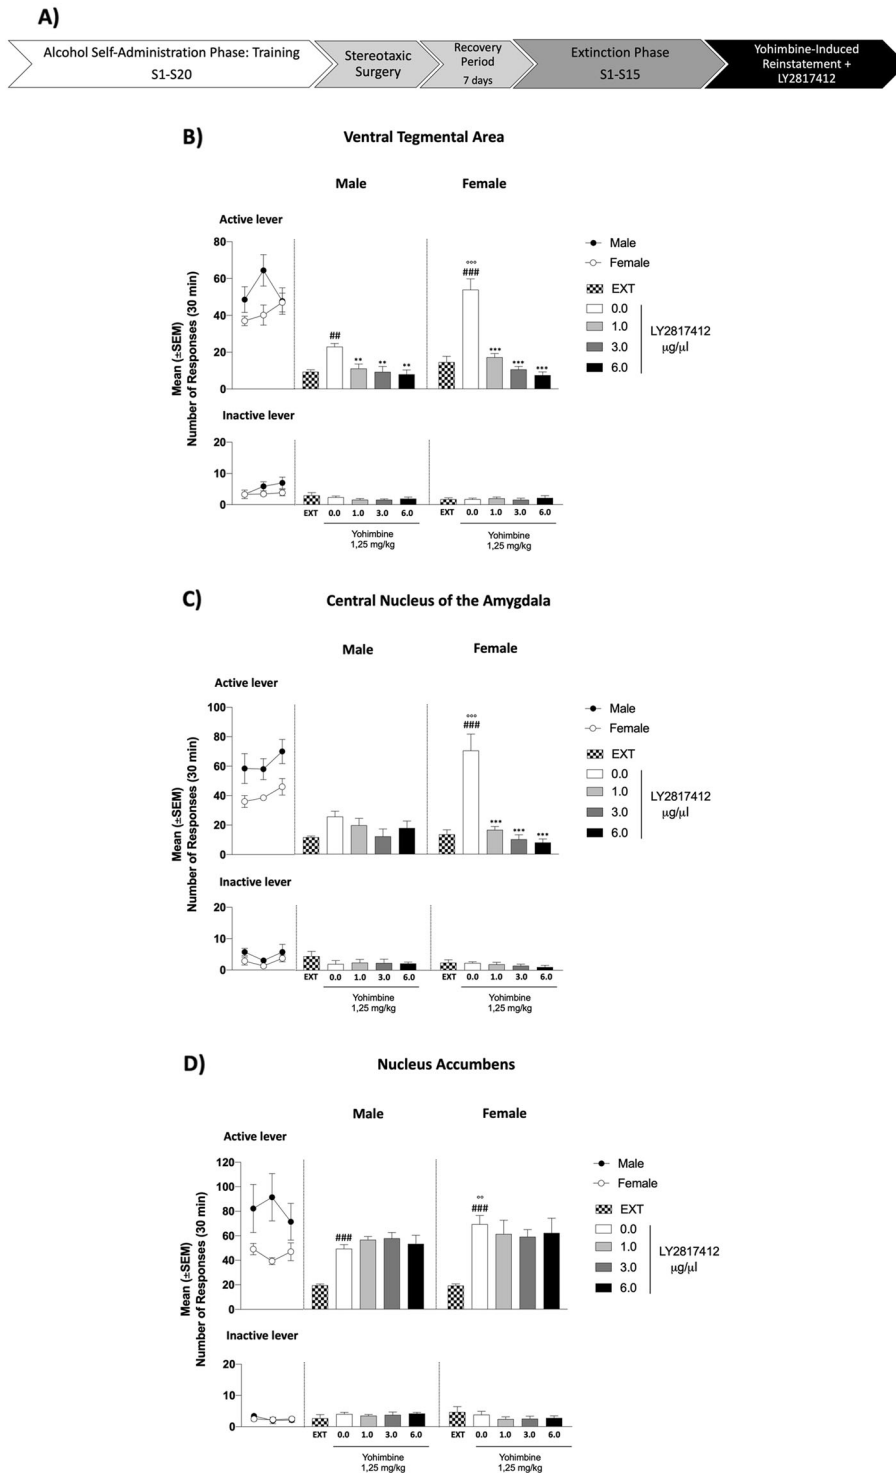 A)
Alcohol Self-Administration Phase: Training
S1-S20
Stereotaxic
Surgery
Recovery
Period
7 days
Extinction Phase
S1-S15
Yohimbine-Induced
Reinstatement +
LY2817412
B)
Ventral Tegmental Area
Male
Female
Active lever
Mean (±SEM)
Number of Responses (30 min)
80
60
40
20
0
##
**
**
**
°°°
###
***
***
***
Male
Female
EXT
0.0
1.0
3.0
6.0
LY2817412
µg/µl
Inactive lever
20
10
0
EXT 0.0 1.0 3.0 6.0
EXT 0.0 1.0 3.0 6.0
Yohimbine
1,25 mg/kg
Yohimbine
1,25 mg/kg
C)
Central Nucleus of the Amygdala
Male
Female
Active lever
Mean (±SEM)
Number of Responses (30 min)
100
80
60
40
20
0
°°°
###
***
***
***
Male
Female
EXT
0.0
1.0
3.0
6.0
LY2817412
µg/µl
Inactive lever
20
10
0
EXT 0.0 1.0 3.0 6.0
EXT 0.0 1.0 3.0 6.0
Yohimbine
1,25 mg/kg
Yohimbine
1,25 mg/kg
D)
Nucleus Accumbens
Male
Female
Active lever
Mean (±SEM)
Number of Responses (30 min)
120
100
80
60
40
20
0
###
°°
###
Male
Female
EXT
0.0
1.0
3.0
6.0
LY2817412
µg/µl
Inactive lever
20
10
0
EXT 0.0 1.0 3.0 6.0
EXT 0.0 1.0 3.0 6.0
Yohimbine
1,25 mg/kg
Yohimbine
1,25 mg/kg